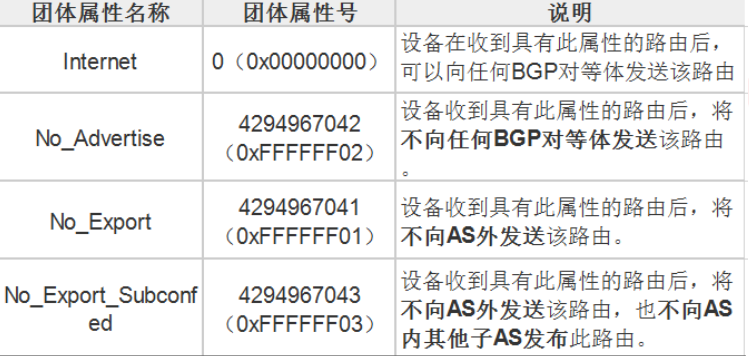 团体属性名称 团体属性号 说明
Internet 0（0x00000000） 设备在收到具有此属性的路由后，
可以向任何BGP对等体发送该路由
No_Advertise 4294967042
（0xFFFFFF02） 设备收到具有此属性的路由后，将
不向任何BGP对等体发送该路由
。
No_Export 4294967041
（0xFFFFFF01） 设备收到具有此属性的路由后，将
不向AS外发送该路由。
No_Export_Subconf
ed 4294967043
（0xFFFFFF03） 设备收到具有此属性的路由后，将
不向AS外发送该路由，也不向AS
内其他子AS发布此路由。